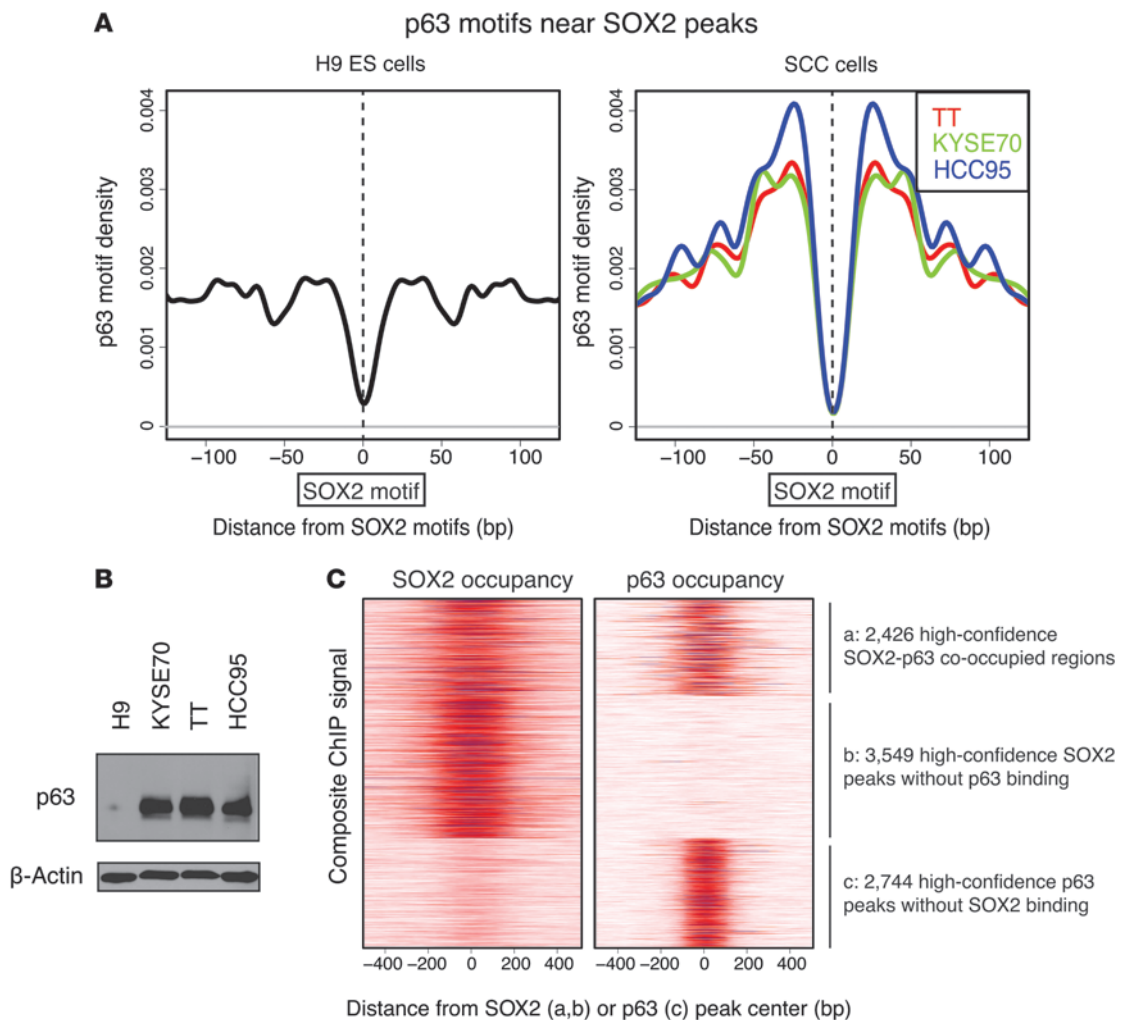 A
p63 motifs near SOX2 peaks
H9 ES cells
p63 motif density
0.004
0.003
0.002
0.001
0
−100 −50 0 50 100
SOX2 motif
Distance from SOX2 motifs (bp)
SCC cells
TT
KYSE70
HCC95
p63 motif density
0.004
0.003
0.002
0.001
0
−100 −50 0 50 100
SOX2 motif
Distance from SOX2 motifs (bp)
B
H9
KYSE70
TT
HCC95
p63
β-Actin
C
SOX2 occupancy
p63 occupancy
Composite ChIP signal
a: 2,426 high-confidence
SOX2-p63 co-occupied regions
b: 3,549 high-confidence SOX2
peaks without p63 binding
c: 2,744 high-confidence p63
peaks without SOX2 binding
−400 −200 0 200 400
−400 −200 0 200 400
Distance from SOX2 (a,b) or p63 (c) peak center (bp)